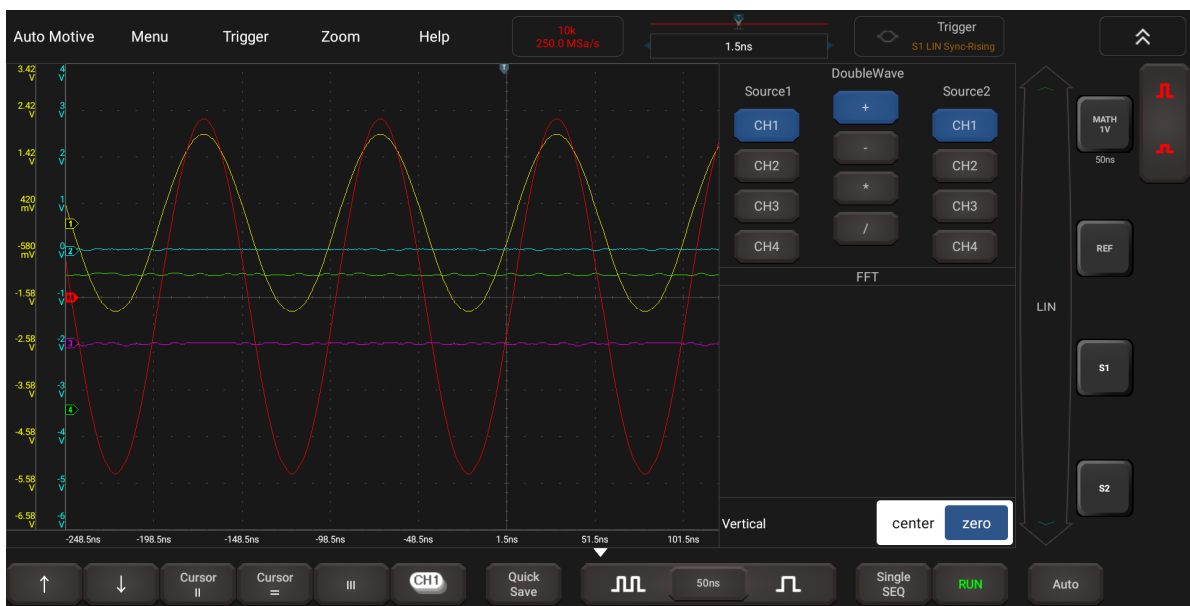 Auto Motive
Menu
Trigger
Zoom
Help
10k
250.0 MSa/s
T
1.5ns
Trigger
S1 LIN Sync-Rising
3.42
V
2.42
V
1.42
V
420
mV
-580
mV
-1.58
V
-2.58
V
-3.58
V
-4.58
V
-5.58
V
-6.58
V
4
V
3
V
2
V
1
V
0
V
-1
V
-2
V
-3
V
-4
V
-5
V
-6
V
T
1
2
3
4
-248.5ns
-198.5ns
-148.5ns
-98.5ns
-48.5ns
1.5ns
51.5ns
101.5ns
DoubleWave
Source1
Source2
CH1
+
CH1
CH2
-
CH2
CH3
*
CH3
CH4
/
CH4
FFT
Vertical
center
zero
LIN
MATH
1V
50ns
REF
S1
S2
↑
↓
Cursor
II
Cursor
=
III
CH1
Quick
Save
50ns
Single
SEQ
RUN
Auto